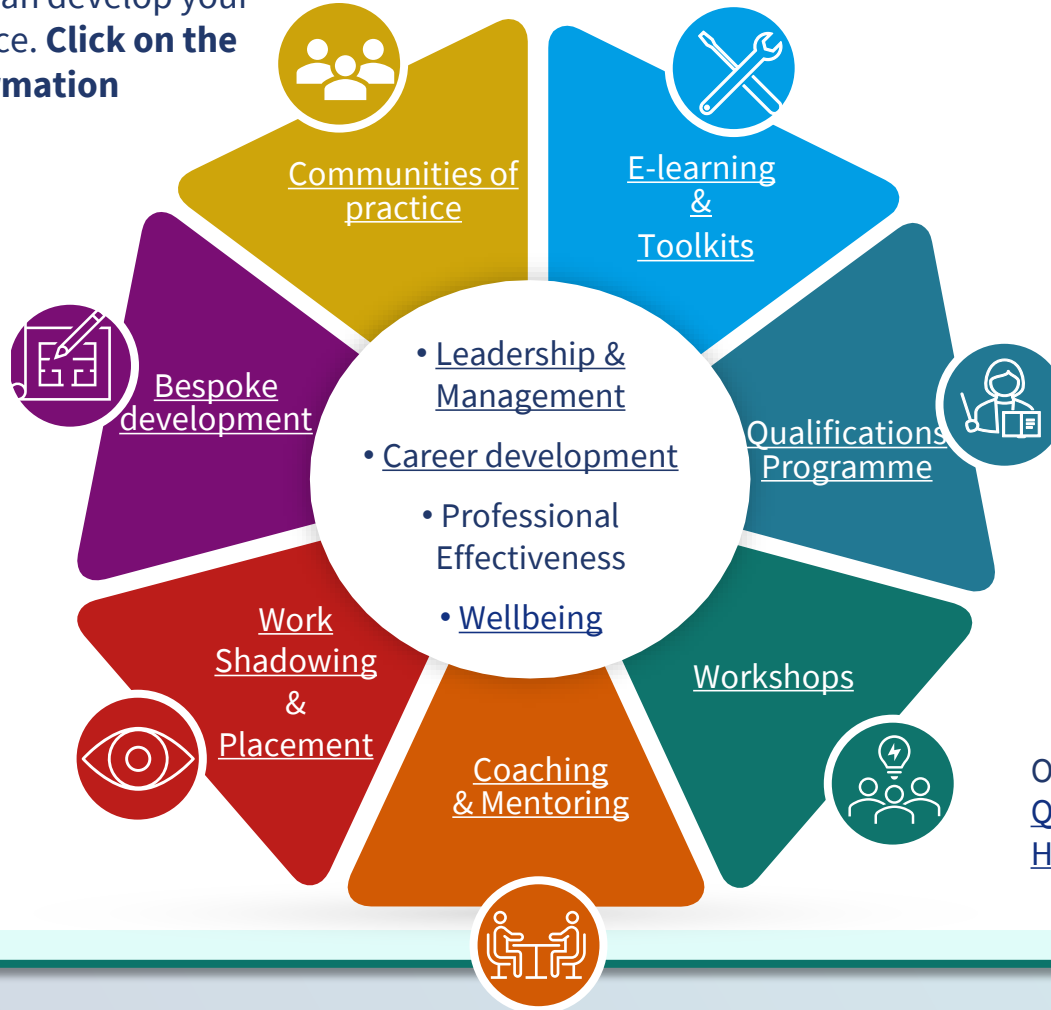 an develop your
ce. Click on the
rmation
Communities of
practice
E-learning
&
Toolkits
Bespoke
development
• Leadership &
Management
• Career development
• Professional
Effectiveness
• Wellbeing
Qualifications
Programme
Work
Shadowing
&
Placement
Workshops
Coaching
& Mentoring
O
Q
H